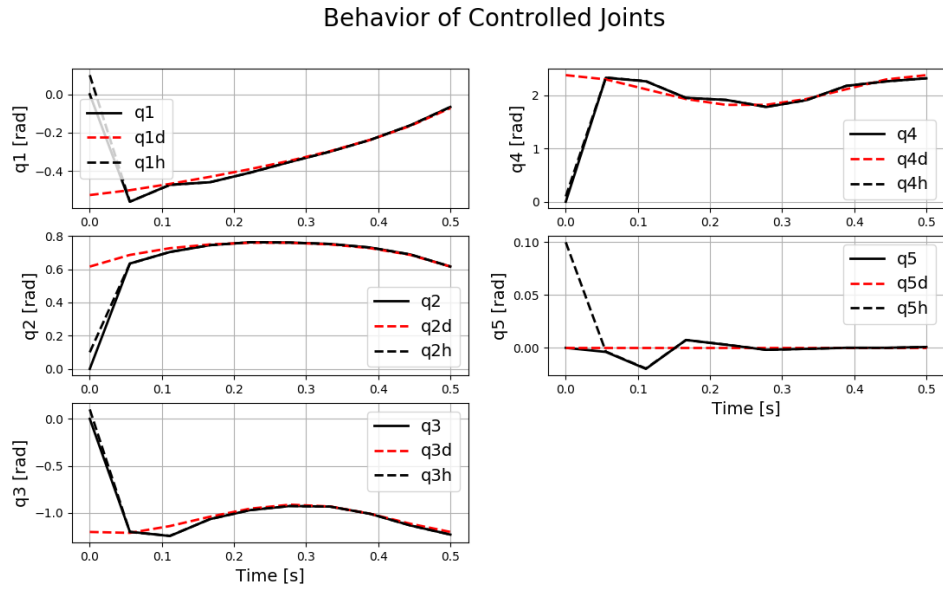 Behavior of Controlled Joints
q1 [rad]
0.0
−0.2
−0.4
q1
q1d
q1h
0.0
0.1
0.2
0.3
0.4
0.5
q4 [rad]
2
1
0
q4
q4d
q4h
0.0
0.1
0.2
0.3
0.4
0.5
q2 [rad]
0.8
0.6
0.4
0.2
0.0
q2
q2d
q2h
0.0
0.1
0.2
0.3
0.4
0.5
q5 [rad]
0.10
0.05
0.00
q5
q5d
q5h
0.0
0.1
0.2
0.3
0.4
0.5
Time [s]
q3 [rad]
0.0
−0.5
−1.0
q3
q3d
q3h
0.0
0.1
0.2
0.3
0.4
0.5
Time [s]